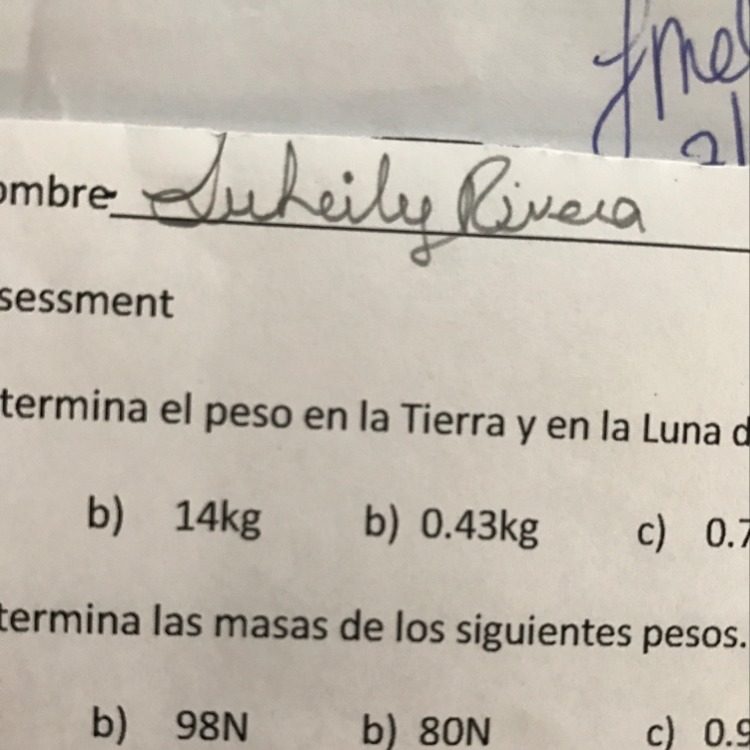 ombre Suheily Rivera
sessment
termina el peso en la Tierra y en la Luna d
b) 14kg b) 0.43kg c) 0.7
termina las masas de los siguientes pesos.
b) 98N b) 80N c) 0.9